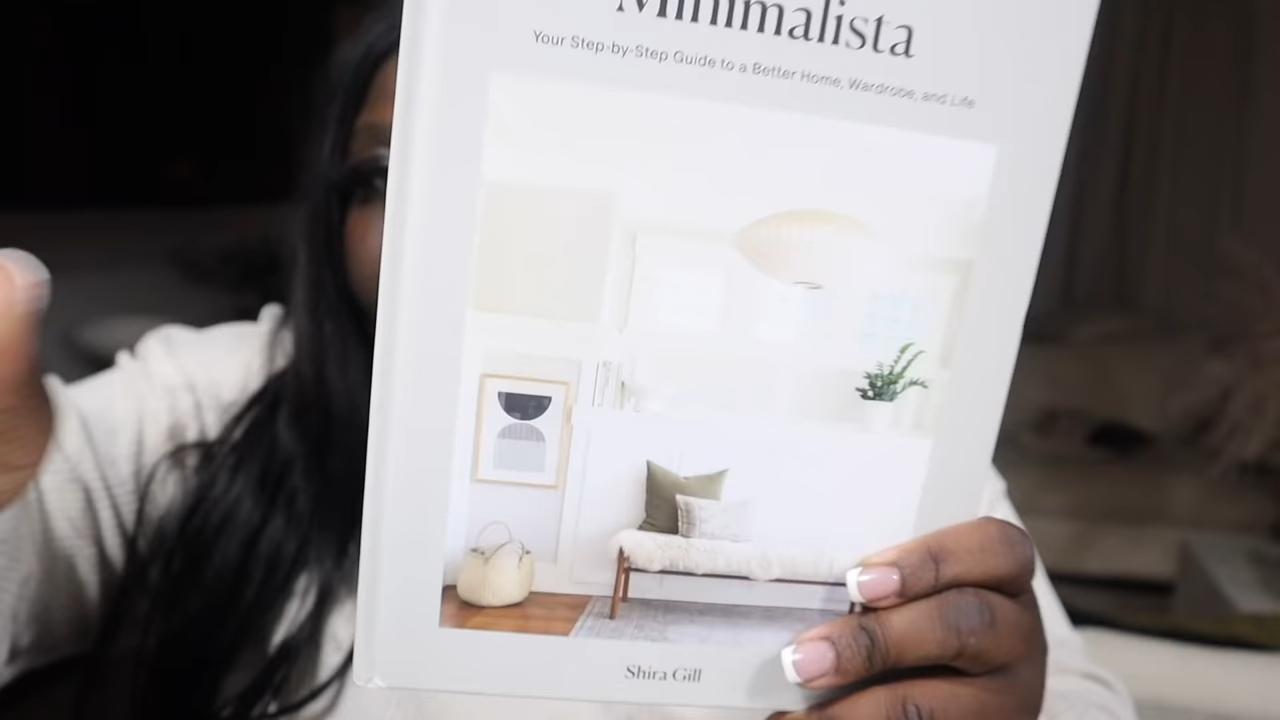 Minimalista
Your Step-by-Step Guide to a Better Home, Wardrobe, and Life
Shira Gill